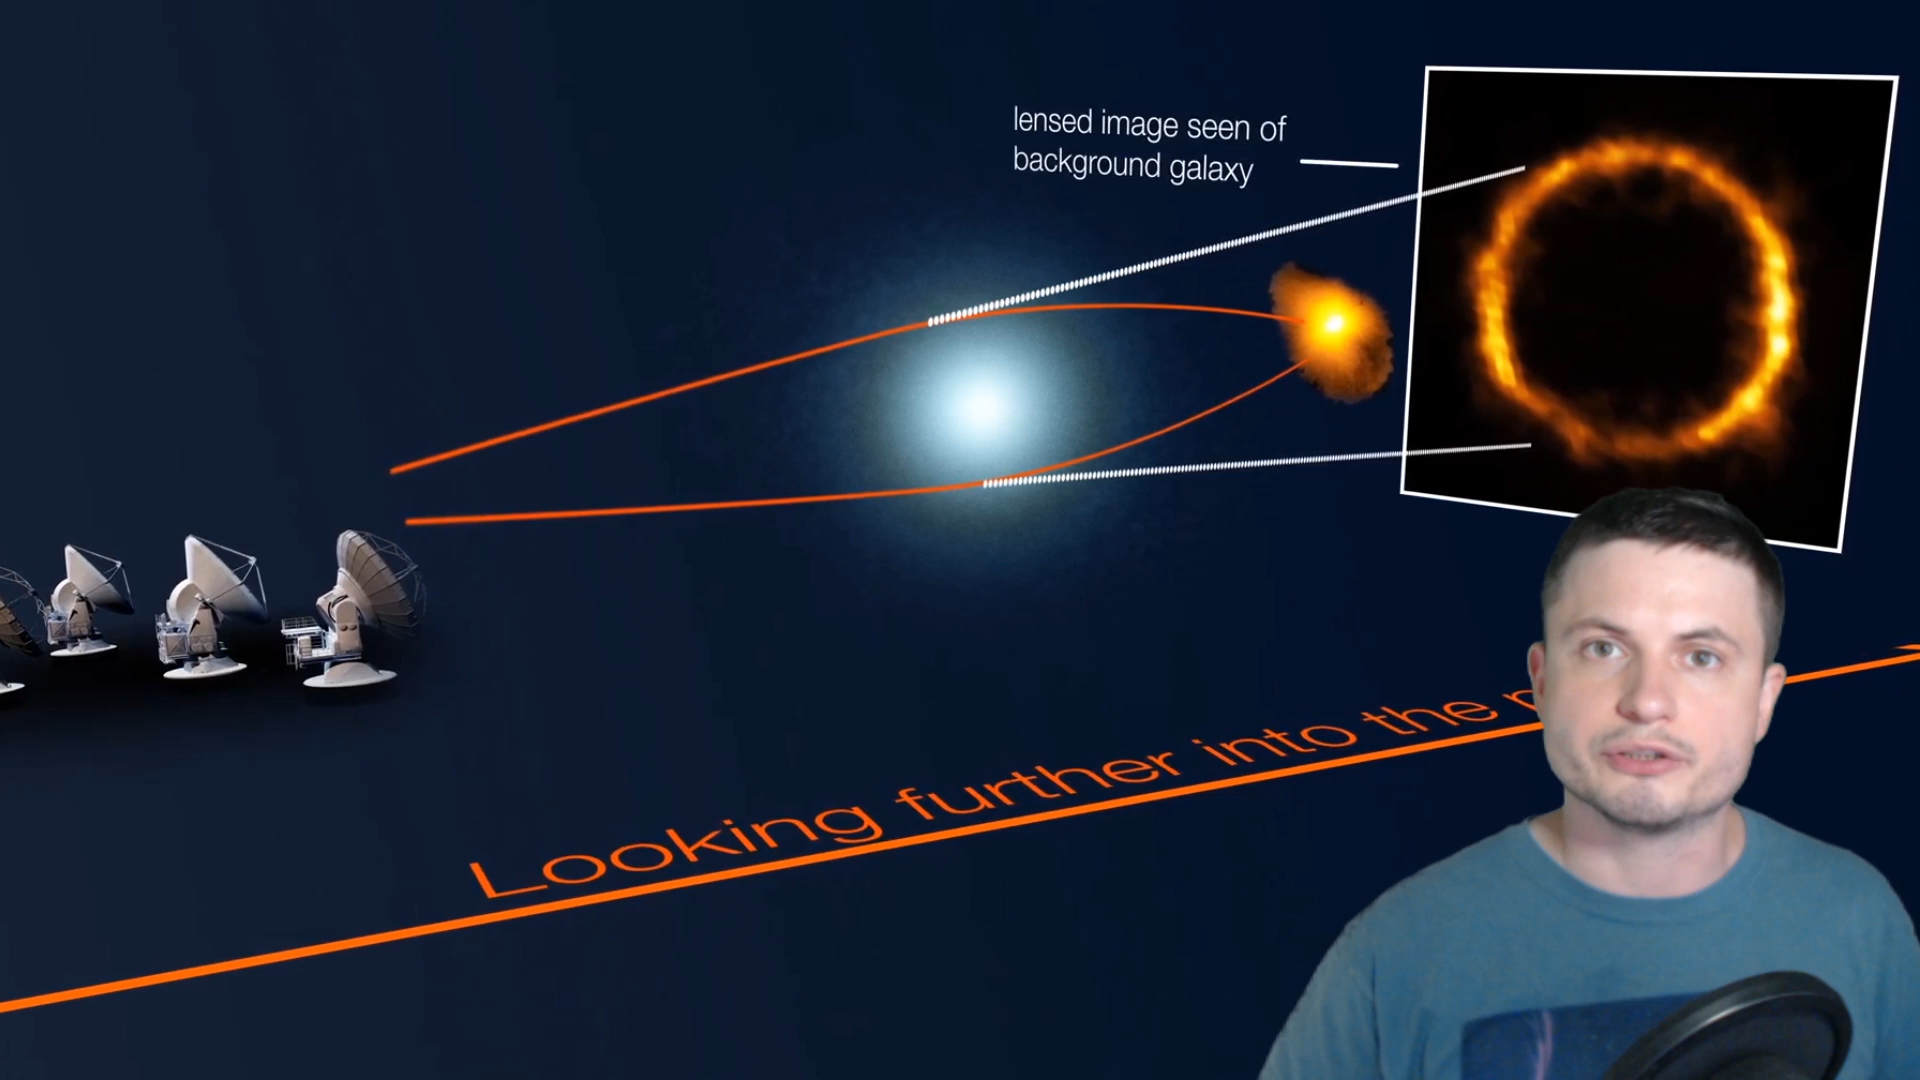 lensed image seen of
background galaxy
Looking further into the